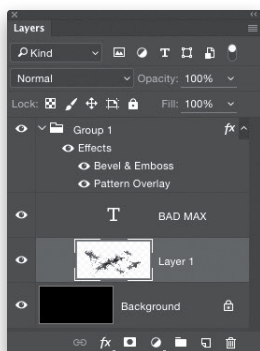 Layers
Kind
Normal Opacity: 100%
Lock: Fill: 100%
Group 1 fx
Effects
Bevel & Emboss
Pattern Overlay
T BAD MAX
Layer 1
Background
fx